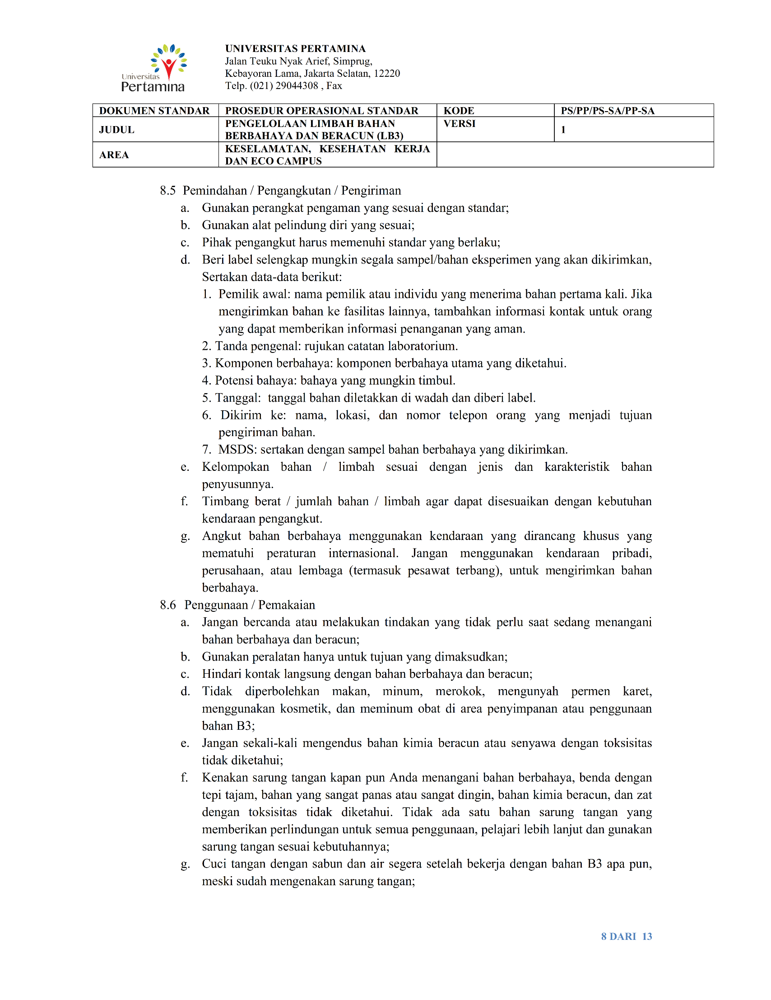 Universitas
Pertamina
UNIVERSITAS PERTAMINA
Jalan Teuku Nyak Arief, Simprug,
Kebayoran Lama, Jakarta Selatan, 12220
Telp. (021) 29044308 , Fax
DOKUMEN STANDAR PROSEDUR OPERASIONAL STANDAR KODE PS/PP/PS-SA/PP-SA
JUDUL PENGELOLAAN LIMBAH BAHAN VERSI 1
BERBAHAYA DAN BERACUN (LB3)
AREA KESELAMATAN, KESEHATAN KERJA
DAN ECO CAMPUS
8.5 Pemindahan / Pengangkutan / Pengiriman
a. Gunakan perangkat pengaman yang sesuai dengan standar;
b. Gunakan alat pelindung diri yang sesuai;
c. Pihak pengangkut harus memenuhi standar yang berlaku;
d. Beri label selengkap mungkin segala sampel/bahan eksperimen yang akan dikirimkan,
Sertakan data-data berikut:
1. Pemilik awal: nama pemilik atau individu yang menerima bahan pertama kali. Jika
mengirimkan bahan ke fasilitas lainnya, tambahkan informasi kontak untuk orang
yang dapat memberikan informasi penanganan yang aman.
2. Tanda pengenal: rujukan catatan laboratorium.
3. Komponen berbahaya: komponen berbahaya utama yang diketahui.
4. Potensi bahaya: bahaya yang mungkin timbul.
5. Tanggal: tanggal bahan diletakkan di wadah dan diberi label.
6. Dikirim ke: nama, lokasi, dan nomor telepon orang yang menjadi tujuan
pengiriman bahan.
7. MSDS: sertakan dengan sampel bahan berbahaya yang dikirimkan.
e. Kelompokan bahan / limbah sesuai dengan jenis dan karakteristik bahan
penyusunnya.
f. Timbang berat / jumlah bahan / limbah agar dapat disesuaikan dengan kebutuhan
kendaraan pengangkut.
g. Angkut bahan berbahaya menggunakan kendaraan yang dirancang khusus yang
mematuhi peraturan internasional. Jangan menggunakan kendaraan pribadi,
perusahaan, atau lembaga (termasuk pesawat terbang), untuk mengirimkan bahan
berbahaya.
8.6 Penggunaan / Pemakaian
a. Jangan bercanda atau melakukan tindakan yang tidak perlu saat sedang menangani
bahan berbahaya dan beracun;
b. Gunakan peralatan hanya untuk tujuan yang dimaksudkan;
c. Hindari kontak langsung dengan bahan berbahaya dan beracun;
d. Tidak diperbolehkan makan, minum, merokok, mengunyah permen karet,
menggunakan kosmetik, dan meminum obat di area penyimpanan atau penggunaan
bahan B3;
e. Jangan sekali-kali mengendus bahan kimia beracun atau senyawa dengan toksisitas
tidak diketahui;
f. Kenakan sarung tangan kapan pun Anda menangani bahan berbahaya, benda dengan
tepi tajam, bahan yang sangat panas atau sangat dingin, bahan kimia beracun, dan zat
dengan toksisitas tidak diketahui. Tidak ada satu bahan sarung tangan yang
memberikan perlindungan untuk semua penggunaan, pelajari lebih lanjut dan gunakan
sarung tangan sesuai kebutuhannya;
g. Cuci tangan dengan sabun dan air segera setelah bekerja dengan bahan B3 apa pun,
meski sudah mengenakan sarung tangan;
8 DARI 13